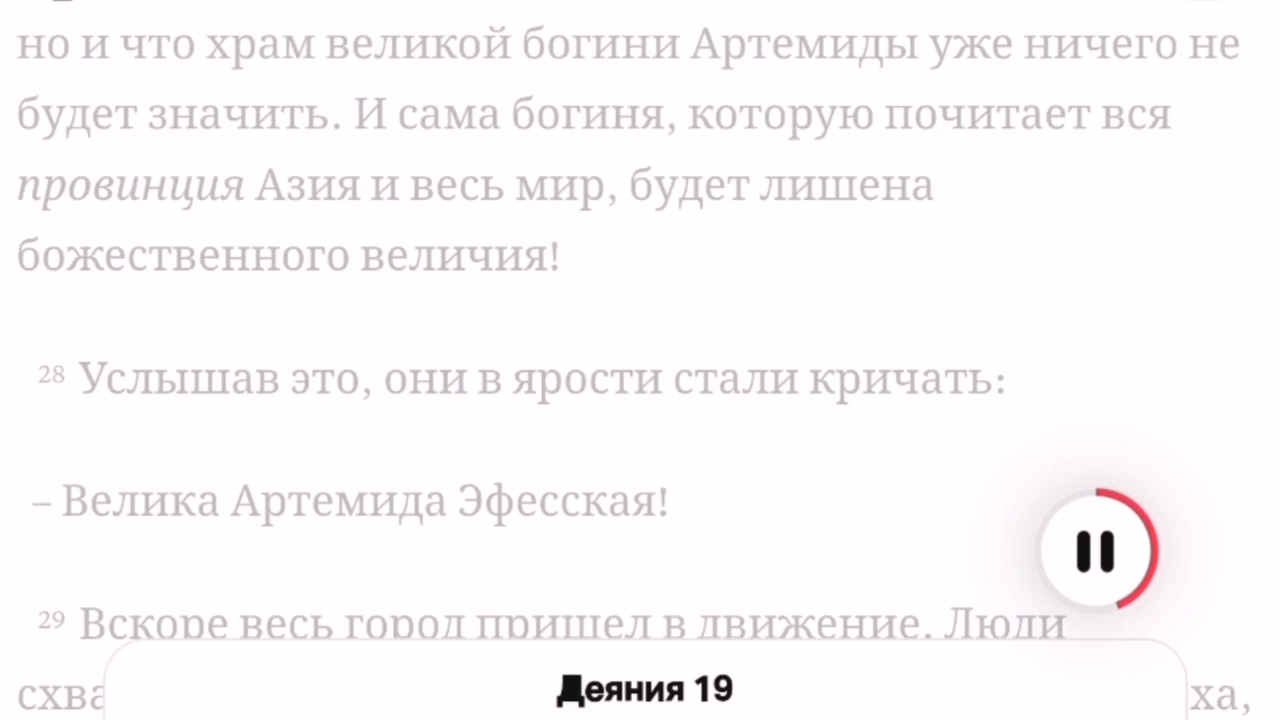 но и что храм великой богини Артемиды уже ничего не
будет значить. И сама богиня, которую почитает вся
провинция Азия и весь мир, будет лишена
божественного величия!
28 Услышав это, они в ярости стали кричать:
– Велика Артемида Эфесская!
29 Вскоре весь город пришел в движение. Люди
Деяния 19